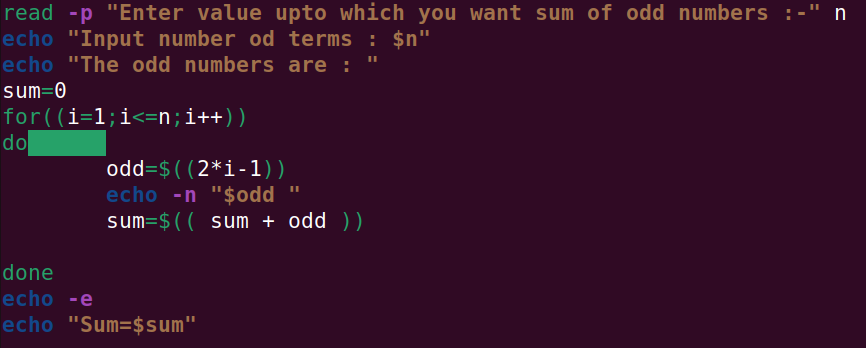 read -p "Enter value upto which you want sum of odd numbers :-" n
echo "Input number od terms : $n"
echo "The odd numbers are : "
sum=0
for((i=1;i<=n;i++))
do
        odd=$((2*i-1))
        echo -n "$odd "
        sum=$(( sum + odd ))

done
echo -e
echo "Sum=$sum"